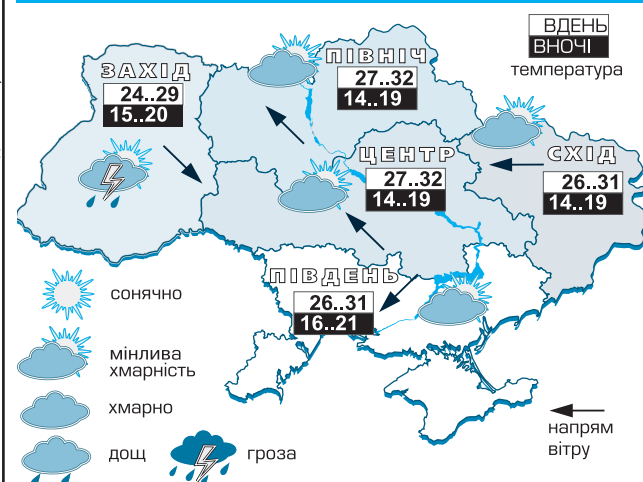 ВДЕНЬ
ВНОЧІ
температура
ЗАХІД
24..29
15..20
ПІВНІЧ
27..32
14..19
ЦЕНТР
27..32
14..19
СХІД
26..31
14..19
ПІВДЕНЬ
26..31
16..21
сонячно
мінлива
хмарність
хмарно
дощ
гроза
напрям
вітру